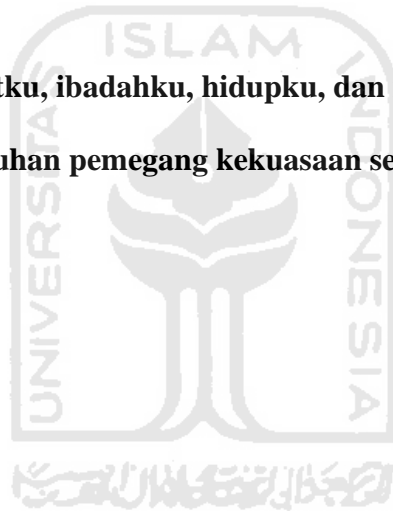 ISLAM
tku, ibadahku, hidupku, dan
uhan pemegang kekuasaan se
UNIVERSITAS
INDONESIA